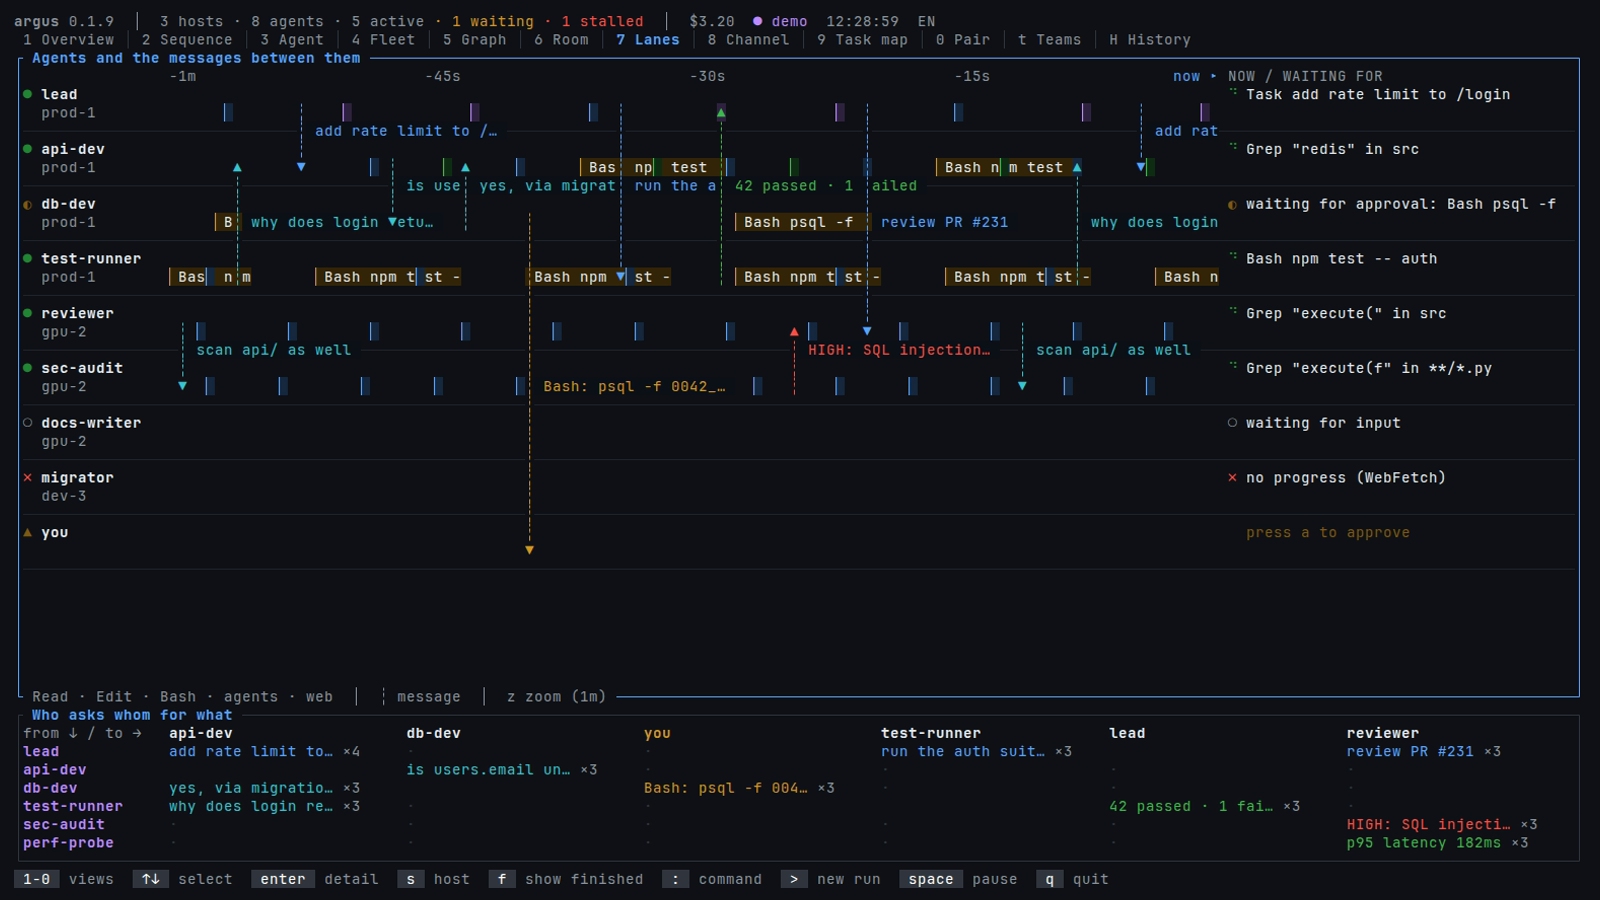 argus 0.1.9 │ 3 hosts · 8 agents · 5 active · 1 waiting · 1 stalled │ $3.20 ● demo 12:28:59 EN
1 Overview │ 2 Sequence │ 3 Agent │ 4 Fleet │ 5 Graph │ 6 Room │ 7 Lanes │ 8 Channel │ 9 Task map │ 0 Pair │ t Teams │ H History
Agents and the messages between them
-1m -45s -30s -15s now ▸ NOW / WAITING FOR
● lead Task add rate limit to /login
prod-1
add rate limit to /… add rat
● api-dev Grep "redis" in src
prod-1 Bas np test Bash n m test
is use yes, via migrat run the a 42 passed · 1 ailed
◐ db-dev ◐ waiting for approval: Bash psql -f
prod-1 B why does login etu… Bash psql -f review PR #231 why does login
● test-runner Bash npm test -- auth
prod-1 Bas n m Bash npm t st - Bash npm st - Bash npm t st - Bash npm t st - Bash n
● reviewer Grep "execute(" in src
gpu-2
scan api/ as well HIGH: SQL injection… scan api/ as well
● sec-audit Grep "execute(f" in **/*.py
gpu-2 Bash: psql -f 0042_…
○ docs-writer ○ waiting for input
gpu-2
× migrator × no progress (WebFetch)
dev-3
▲ you press a to approve
Read · Edit · Bash · agents · web │ ┊ message │ z zoom (1m)
Who asks whom for what
from ↓ / to → api-dev db-dev you test-runner lead reviewer
lead add rate limit to… ×4 · · run the auth suit… ×3 review PR #231 ×3
api-dev is users.email un… ×3 · · · ·
db-dev yes, via migratio… ×3 Bash: psql -f 004… ×3 · · ·
test-runner why does login re… ×3 · · 42 passed · 1 fai… ×3 ·
sec-audit · · · · · HIGH: SQL injecti… ×3
perf-probe · · · · · p95 latency 182ms ×3
1-0 views ↑↓ select enter detail s host f show finished : command > new run space pause q quit